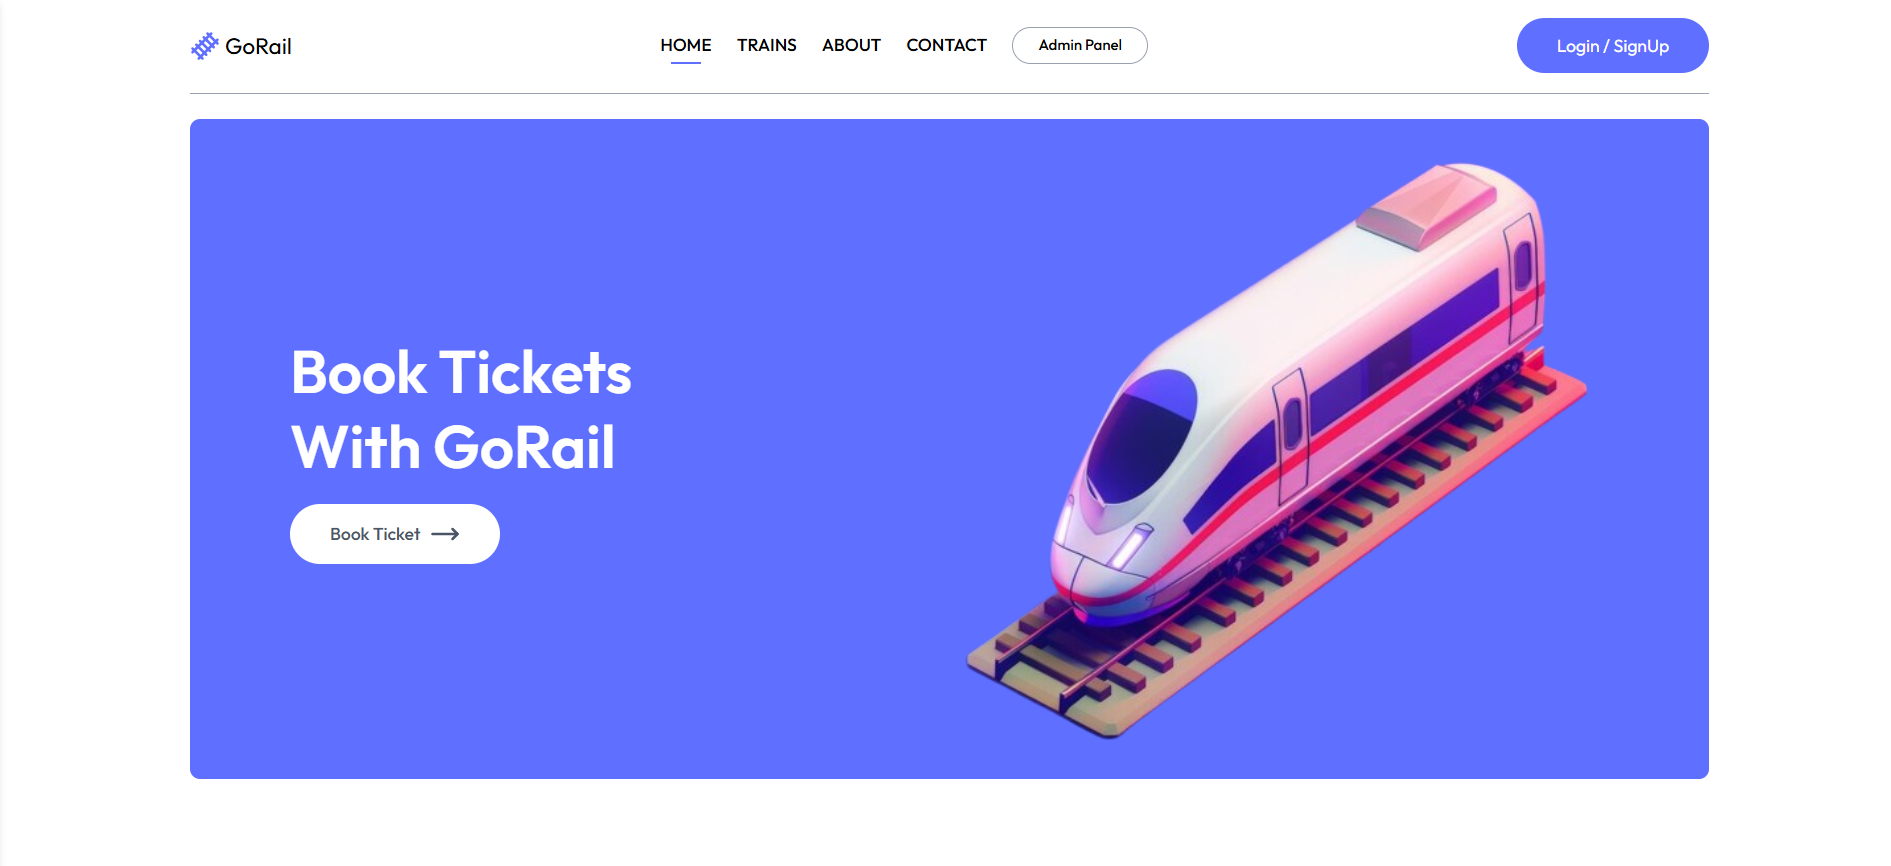 GoRail
HOME
TRAINS
ABOUT
CONTACT
Admin Panel
Login / SignUp
Book Tickets
With GoRail
Book Ticket